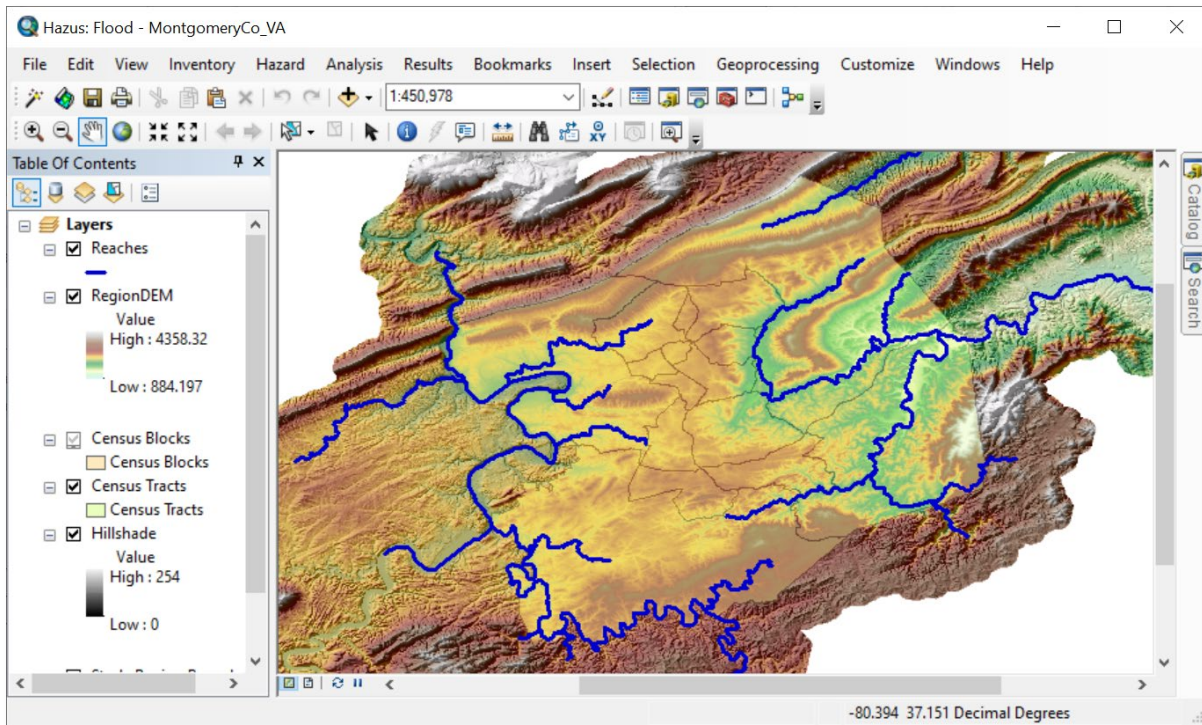 Hazus: Flood - MontgomeryCo_VA
File Edit View Inventory Hazard Analysis Results Bookmarks Insert Selection Geoprocessing Customize Windows Help
1:450,978
Table Of Contents
Layers
Reaches
RegionDEM
Value
High : 4358.32
Low : 884.197
Census Blocks
Census Blocks
Census Tracts
Census Tracts
Hillshade
Value
High : 254
Low : 0
Catalog
Search
-80.394 37.151 Decimal Degrees